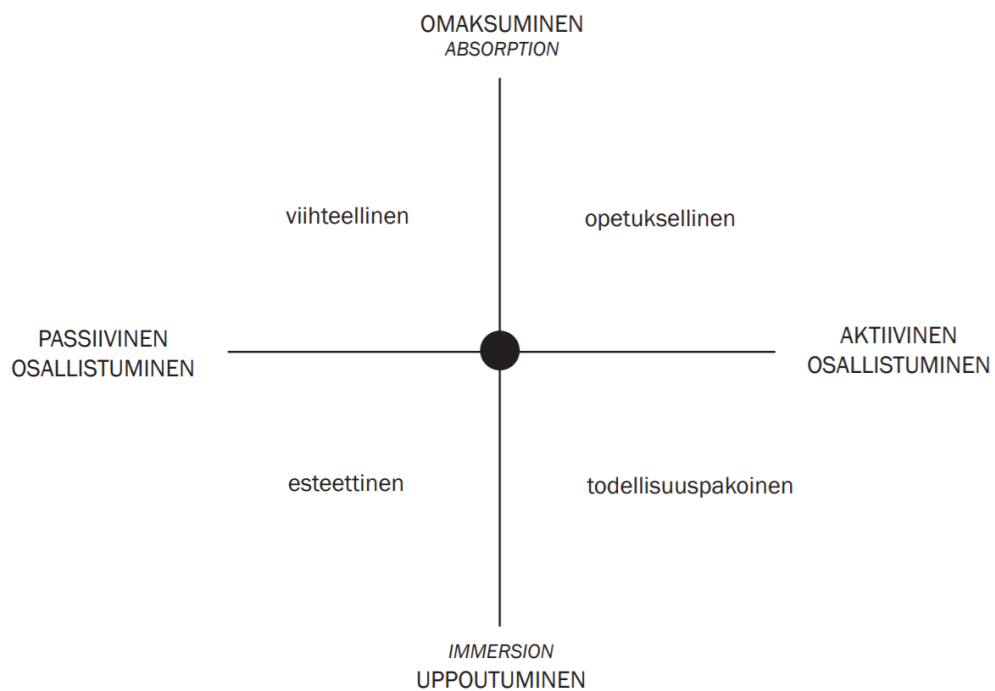 OMAKSUMINEN
ABSORPTION
viihteellinen
opetuksellinen
PASSIIVINEN
OSALLISTUMINEN
AKTIIVINEN
OSALLISTUMINEN
esteettinen
todellisuuspakoinen
IMMERSION
UPPOUTUMINEN